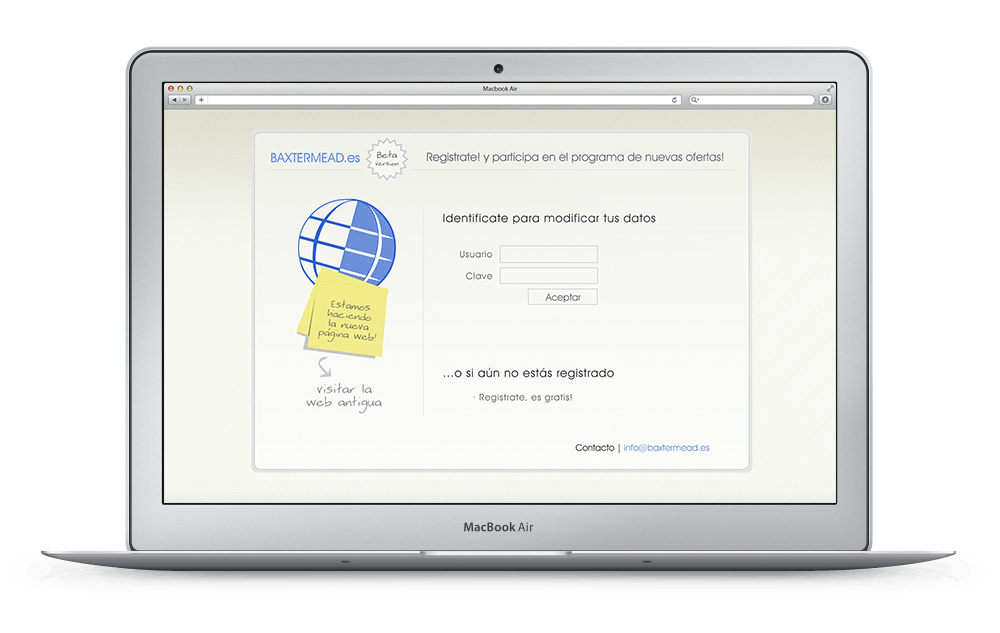 Macbook Air
BAXTERMEAD.es
Beta
version
Registrate! y participa en el programa de nuevas ofertas!
Identificate para modificar tus datos
Usuario
Clave
Aceptar
Estamos
haciendo
la nueva
página web!
visitar la
web antigua
...o si aún no estás registrado
· Registrate, es gratis!
Contacto | info@baxtermead.es
MacBook Air